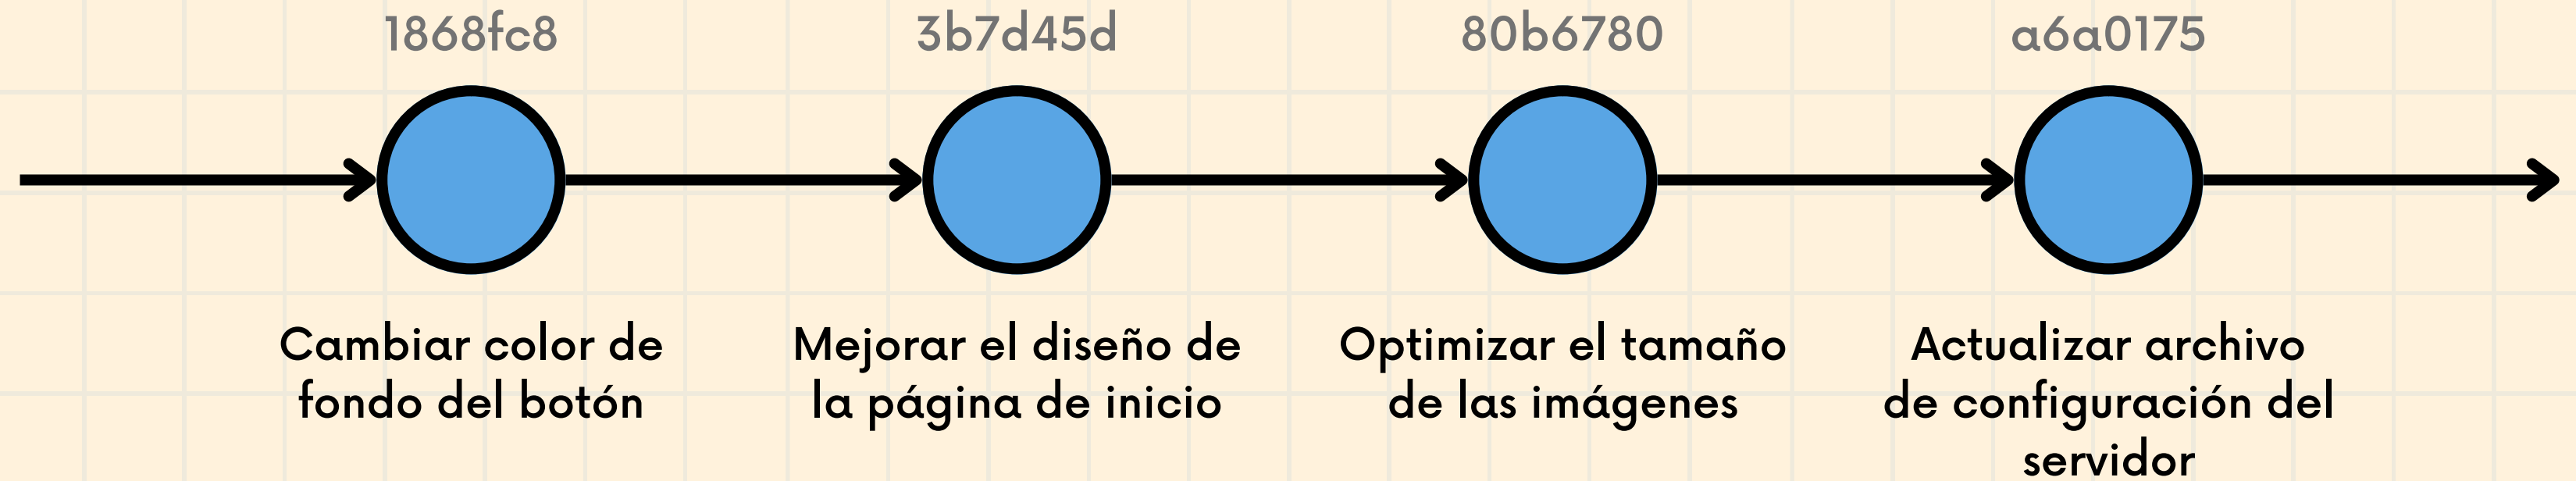 1868fc8
3b7d45d
80b6780
a6a0175
Cambiar color de
fondo del botón
Mejorar el diseño de
la página de inicio
Optimizar el tamaño
de las imágenes
Actualizar archivo
de configuración del
servidor